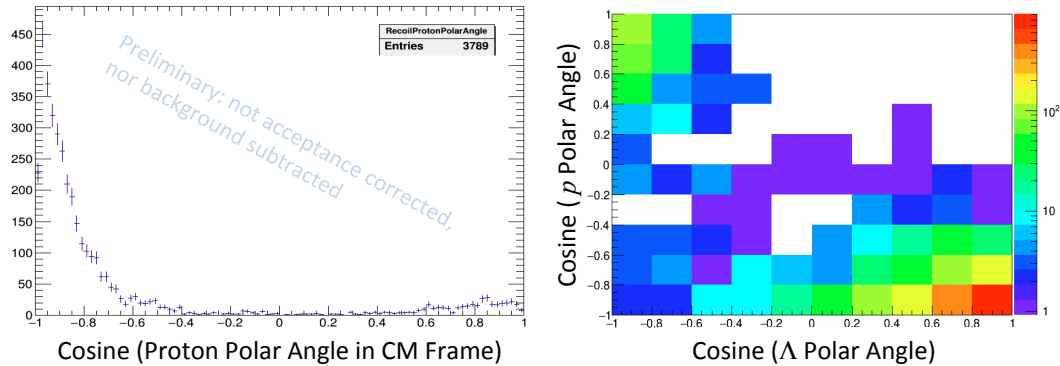 RecoilProtonPolarAngle
Entries 3789
Preliminary: not acceptance corrected,
nor background subtracted
450
400
350
300
250
200
150
100
50
0
−1 −0.8 −0.6 −0.4 −0.2 0 0.2 0.4 0.6 0.8 1
Cosine (Proton Polar Angle in CM Frame)
Cosine ( p Polar Angle)
1
0.8
0.6
0.4
0.2
0
−0.2
−0.4
−0.6
−0.8
−1
−1 −0.8 −0.6 −0.4 −0.2 0 0.2 0.4 0.6 0.8 1
Cosine (Λ Polar Angle)
10²
10
1